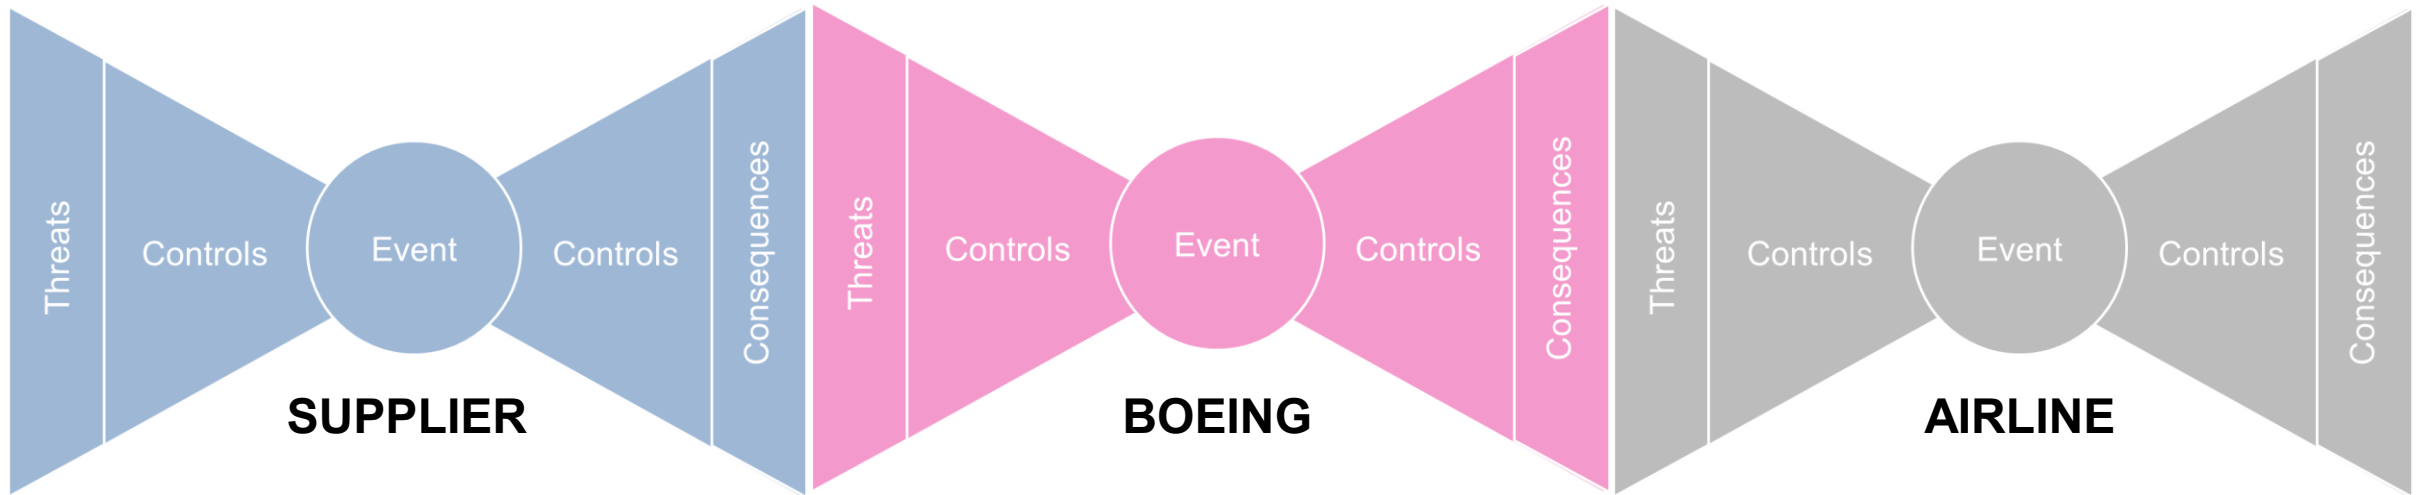 Threats
Controls
Event
Controls
Consequences
SUPPLIER
Threats
Controls
Event
Controls
Consequences
BOEING
Threats
Controls
Event
Controls
Consequences
AIRLINE